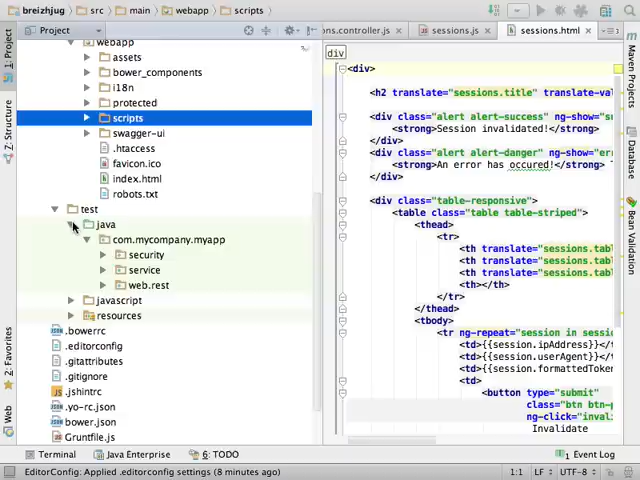 breizhjug src main webapp scripts
Project
ns.controller.js
sessions.js
sessions.html
1: Project
Z: Structure
2: Favorites
Web
webapp
assets
bower_components
i18n
protected
scripts
swagger-ui
.htaccess
favicon.ico
index.html
robots.txt
test
java
com.mycompany.myapp
security
service
web.rest
javascript
resources
.bowerrc
.editorconfig
.gitattributes
.gitignore
.jshintrc
.yo-rc.json
bower.json
Gruntfile.js
div
<div>
<h2 translate="sessions.title" translate-val
<div class="alert alert-success" ng-show="su
<strong>Session invalidated!</strong>
</div>
<div class="alert alert-danger" ng-show="err
<strong>An error has occured!</strong>
</div>
<div class="table-responsive">
<table class="table table-striped">
<thead>
<tr>
<th translate="sessions.tabl
<th translate="sessions.tabl
<th translate="sessions.tabl
<th></th>
</tr>
</thead>
<tbody>
<tr ng-repeat="session in sessio
<td>{{session.ipAddress}}</t
<td>{{session.userAgent}}</t
<td>{{session.formattedToken
<td>
<button type="submit"
class="btn btn-p
ng-click="invali
Invalidate
Maven Projects
Database
Bean Validation
Terminal
Java Enterprise
6: TODO
1 Event Log
EditorConfig: Applied .editorconfig settings (8 minutes ago)
1:1 LF UTF-8